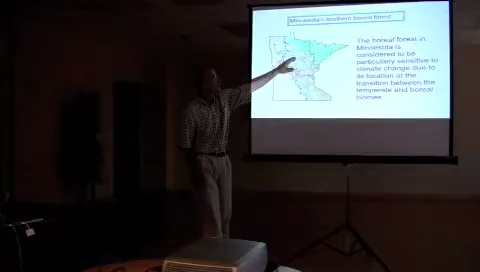 Minnesota's southern boreal forest
The boreal forest in
Minnesota is
considered to be
particularly sensitive to
climate change due to
its location at the
transition between the
temperate and boreal
biomes.